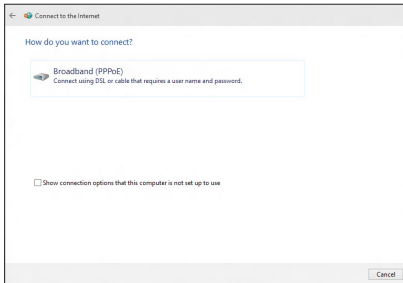 Connect to the Internet
How do you want to connect?
Broadband (PPPoE)
Connect using DSL or cable that requires a user name and password.
Show connection options that this computer is not set up to use
Cancel